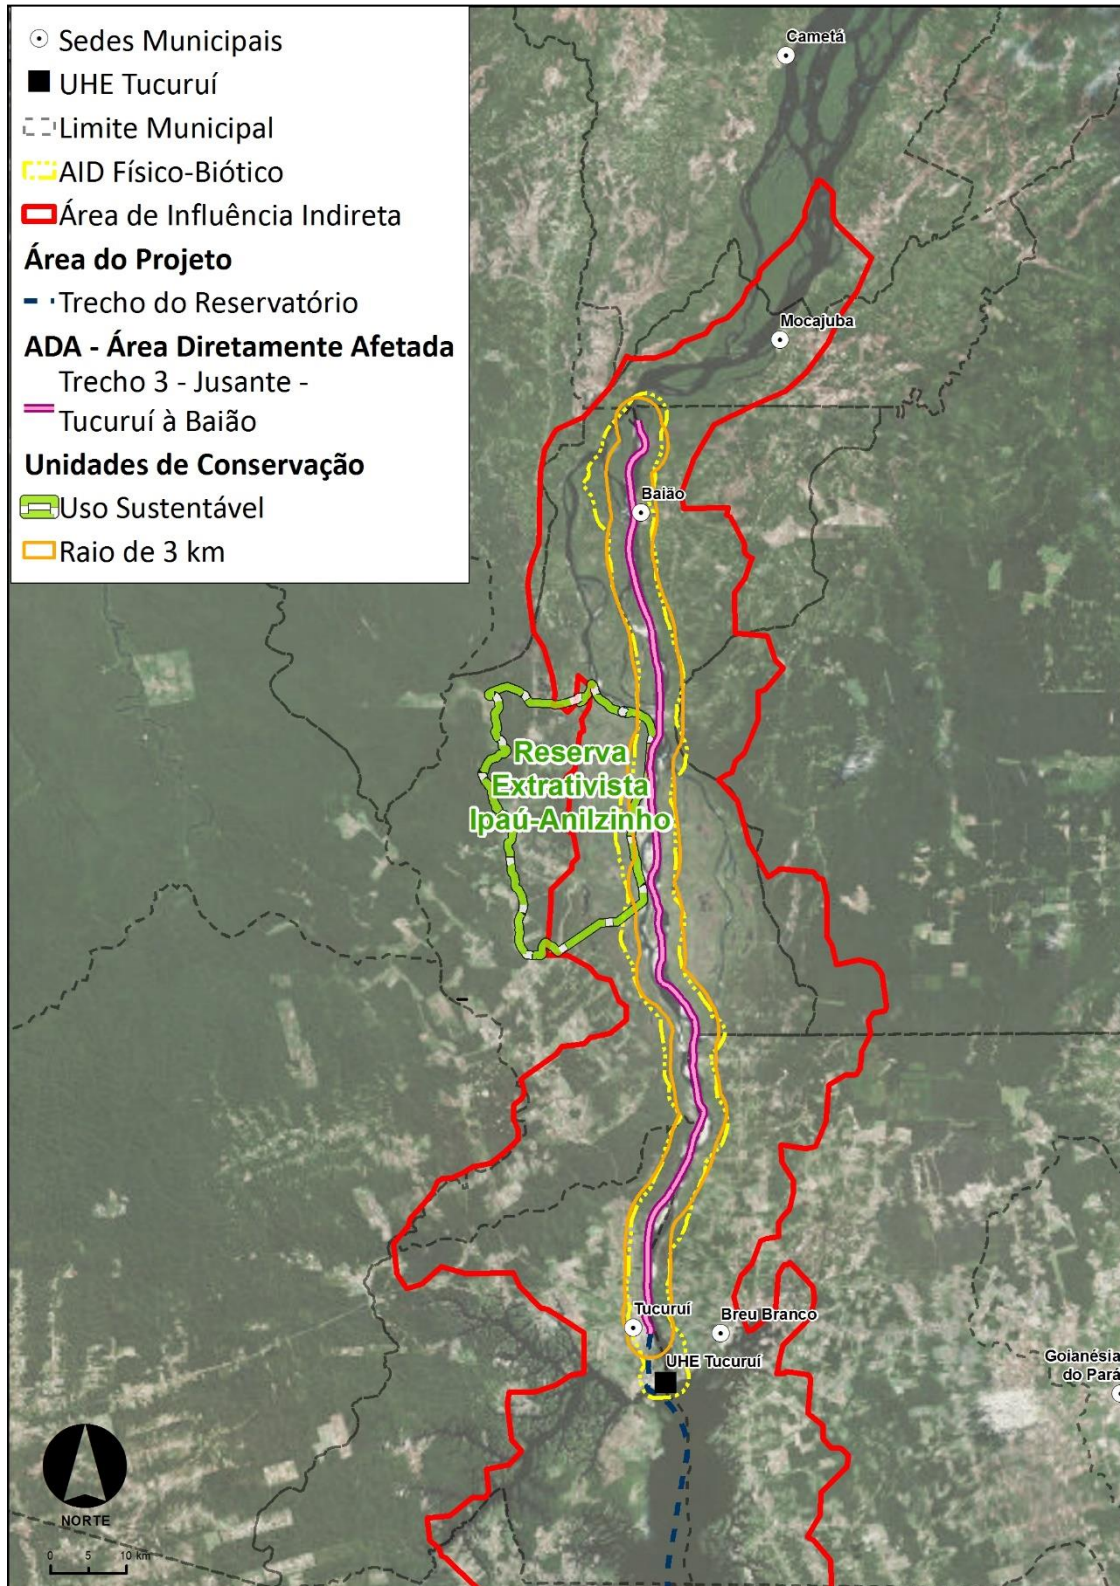 Sedes Municipais
UHE Tucuruí
Limite Municipal
AID Físico-Biótico
Área de Influência Indireta
Área do Projeto
Trecho do Reservatório
ADA - Área Diretamente Afetada
Trecho 3 - Jusante -
Tucuruí à Baião
Unidades de Conservação
Uso Sustentável
Raio de 3 km
Cametá
Mocajuba
Baião
Reserva
Extrativista
Ipaú-Anilzinho
Tucuruí
Breu Branco
UHE Tucuruí
Goianésia
do Pará
NORTE
0 5 10 km